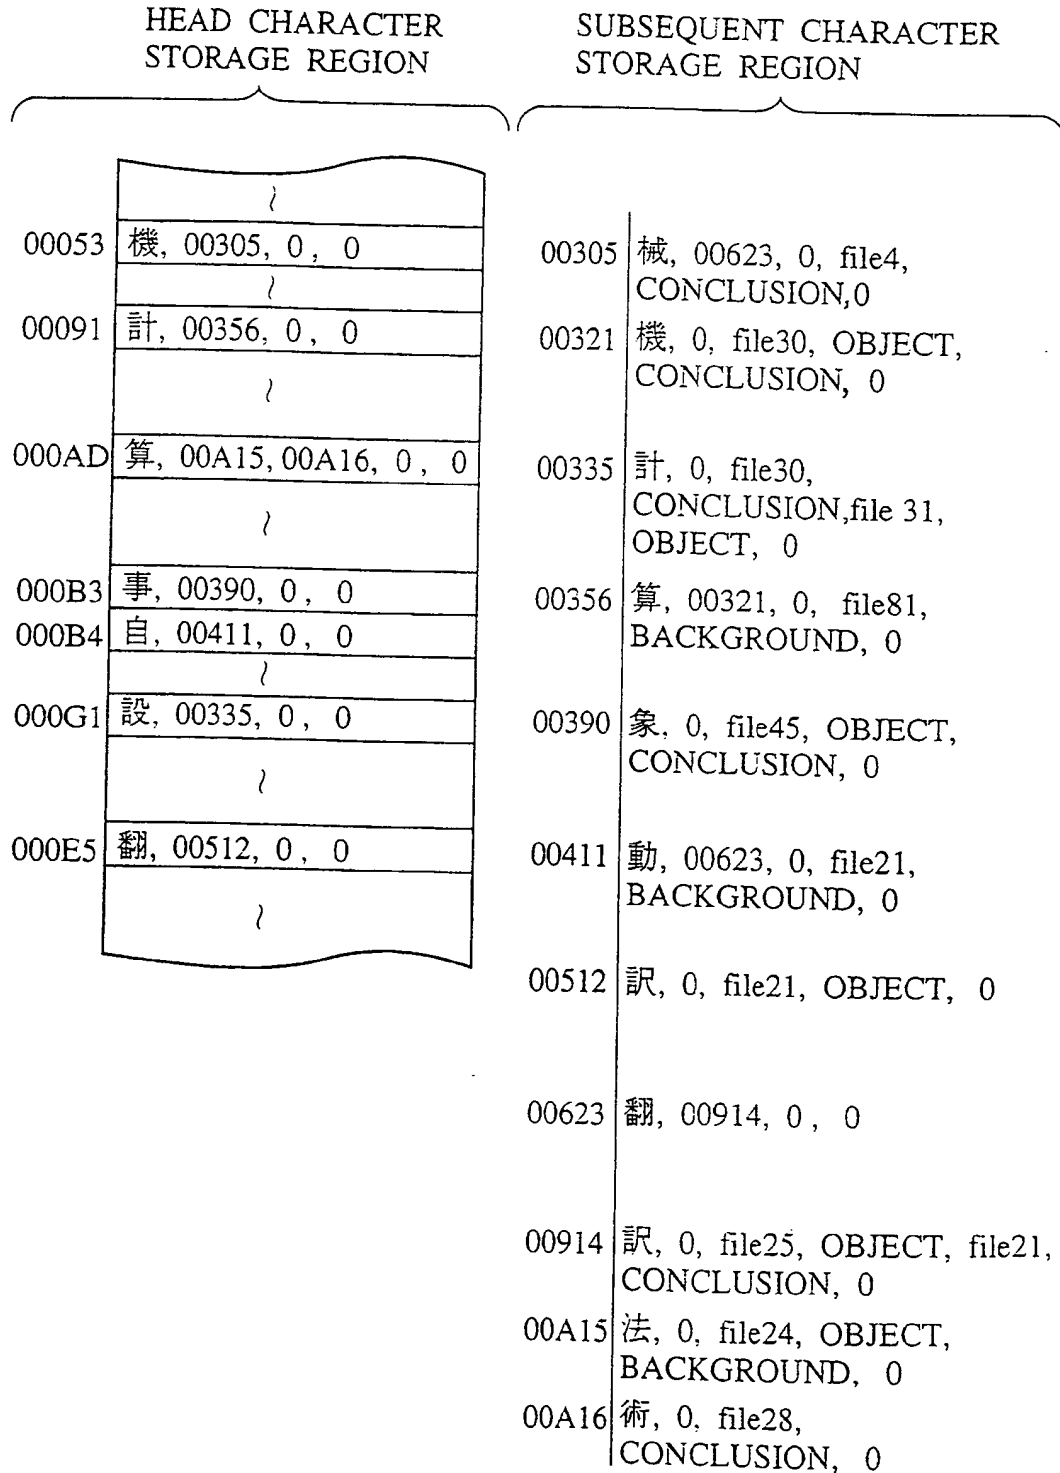 HEAD CHARACTER
STORAGE REGION
00053 機, 00305, 0, 0
00091 計, 00356, 0, 0
000AD 算, 00A15, 00A16, 0, 0
000B3 事, 00390, 0, 0
000B4 自, 00411, 0, 0
000G1 設, 00335, 0, 0
000E5 翻, 00512, 0, 0
SUBSEQUENT CHARACTER
STORAGE REGION
00305 械, 00623, 0, file4,
CONCLUSION,0
00321 機, 0, file30, OBJECT,
CONCLUSION, 0
00335 計, 0, file30,
CONCLUSION,file 31,
OBJECT, 0
00356 算, 00321, 0, file81,
BACKGROUND, 0
00390 象, 0, file45, OBJECT,
CONCLUSION, 0
00411 動, 00623, 0, file21,
BACKGROUND, 0
00512 訳, 0, file21, OBJECT, 0
00623 翻, 00914, 0, 0
00914 訳, 0, file25, OBJECT, file21,
CONCLUSION, 0
00A15 法, 0, file24, OBJECT,
BACKGROUND, 0
00A16 術, 0, file28,
CONCLUSION, 0